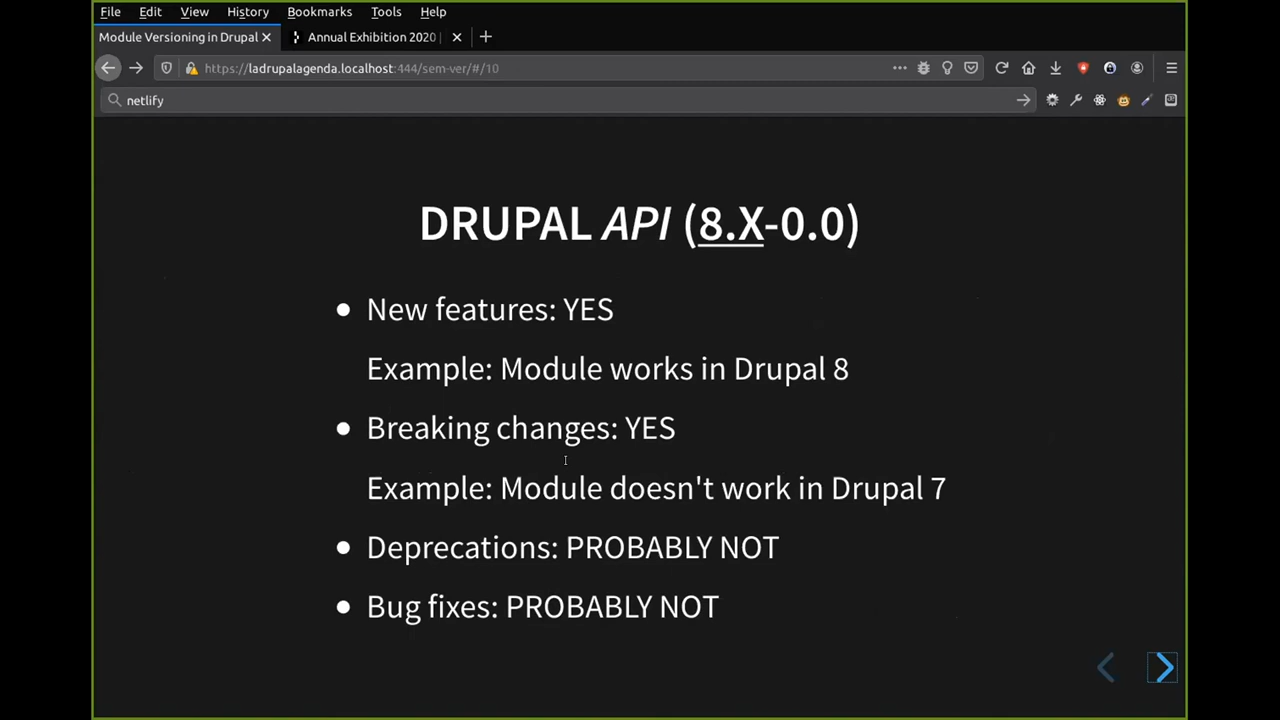 File Edit View History Bookmarks Tools Help
Module Versioning in Drupal Annual Exhibition 2020
https://ladrupalagenda.localhost:444/sem-ver/#/10
netlify
DRUPAL API (8.X-0.0)
New features: YES
Example: Module works in Drupal 8
Breaking changes: YES
Example: Module doesn't work in Drupal 7
Deprecations: PROBABLY NOT
Bug fixes: PROBABLY NOT